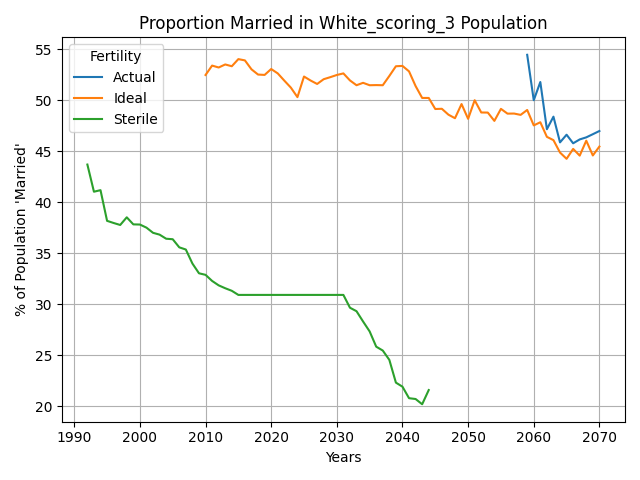 Proportion Married in White_scoring_3 Population
% of Population 'Married'
55
50
45
40
35
30
25
20
Fertility
Actual
Ideal
Sterile
1990 2000 2010 2020 2030 2040 2050 2060 2070
Years